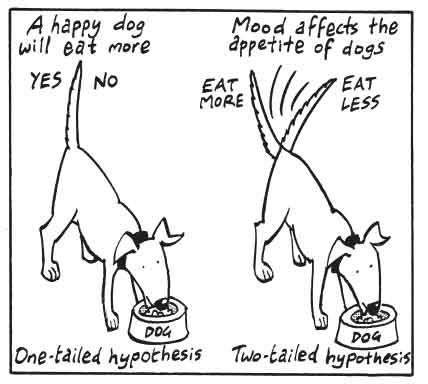 A happy dog
will eat more
YES NO
DOG
One-tailed hypothesis
Mood affects the
appetite of dogs
EAT
MORE
EAT
LESS
DOG
Two-tailed hypothesis